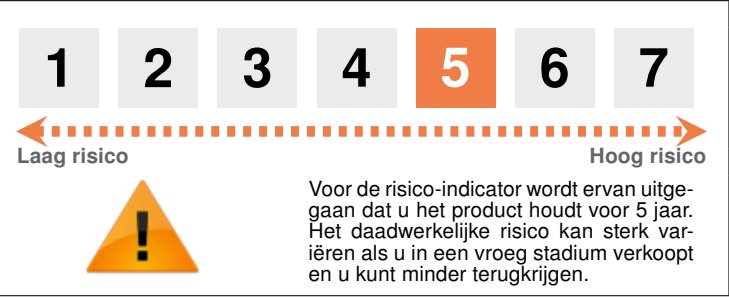 1 2 3 4 5 6 7
Laag risico Hoog risico
Voor de risico-indicator wordt ervan uitge-
gaan dat u het product houdt voor 5 jaar.
Het daadwerkelijke risico kan sterk var-
iëren als u in een vroeg stadium verkoopt
en u kunt minder terugkrijgen.